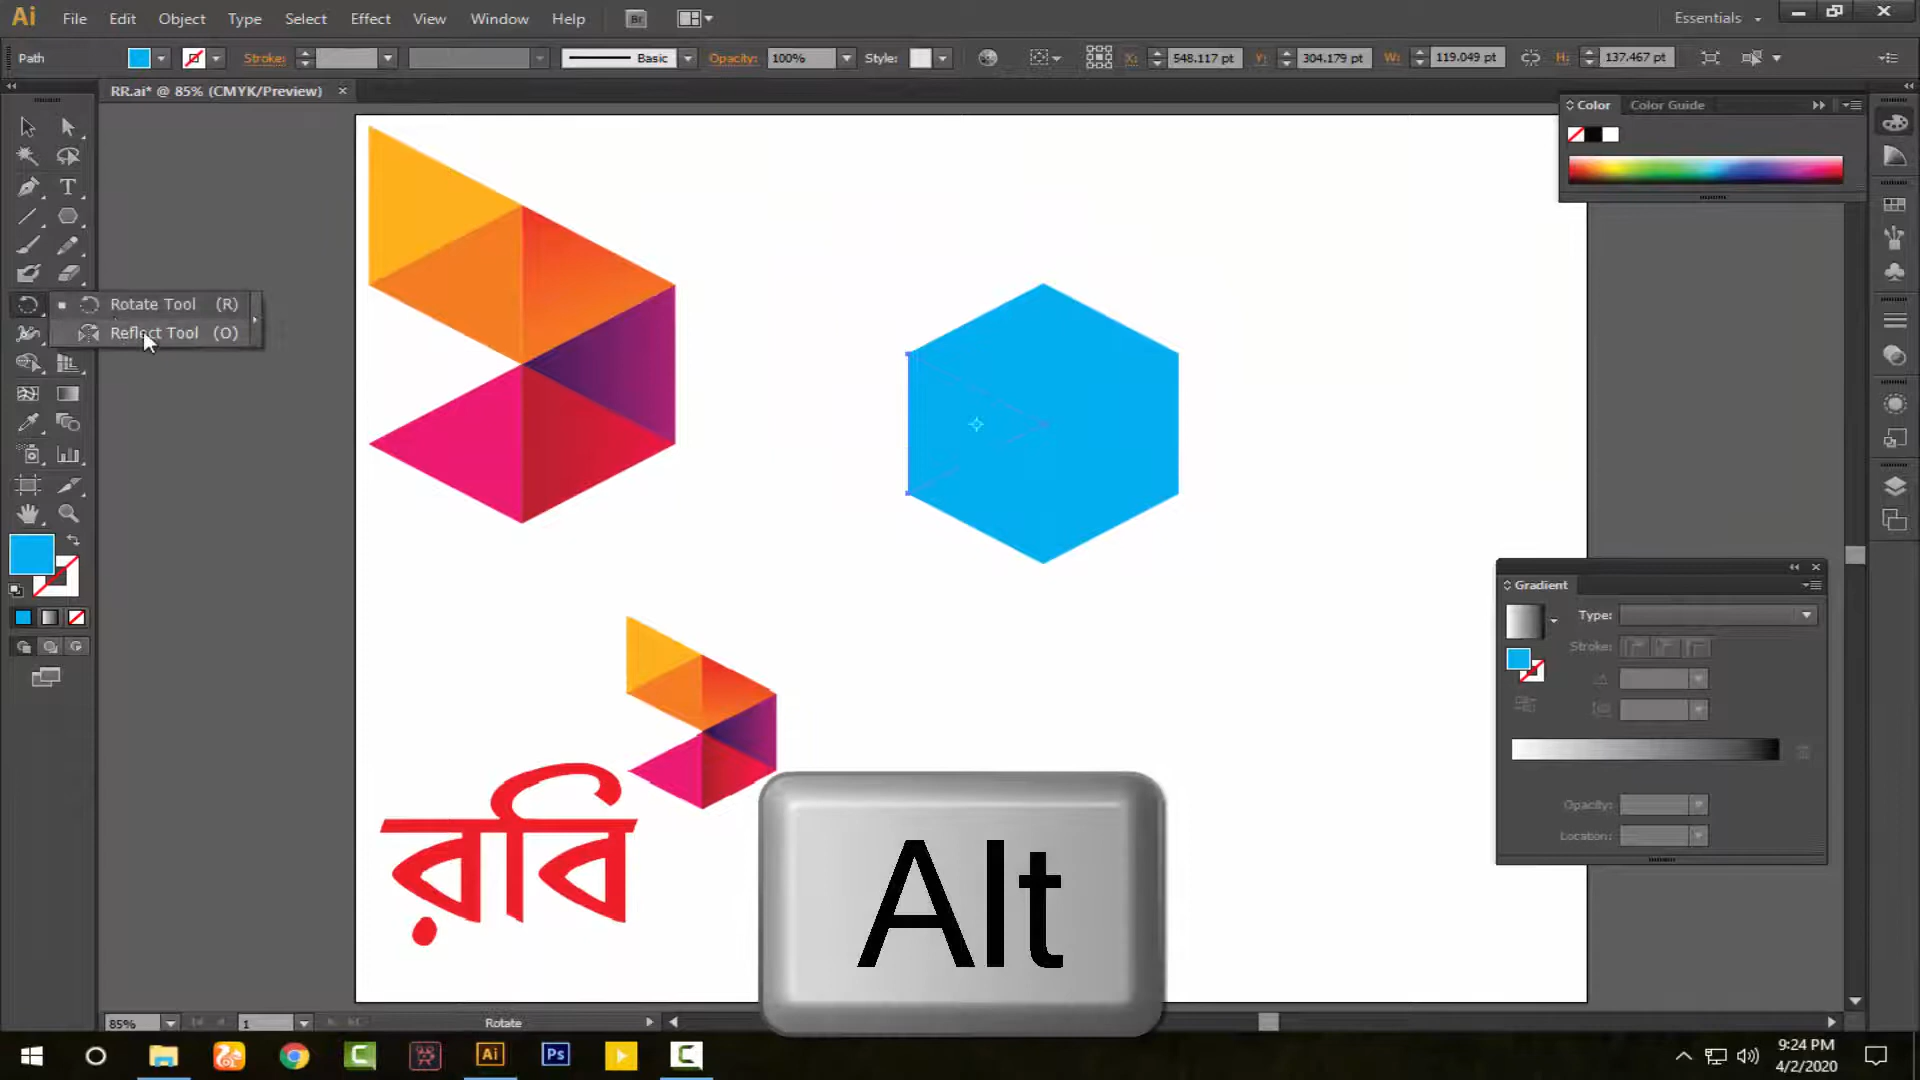 Ai File Edit Object Type Select Effect View Window Help Br Essentials
Path Stroke: Basic Opacity: 100% Style: X: 548.117 pt Y: 304.179 pt W: 119.049 pt H: 137.467 pt
RR.ai* @ 85% (CMYK/Preview)
Color Color Guide
Rotate Tool (R)
Reflect Tool (O)
Gradient
Type:
Stroke:
Opacity:
Location:
রবি
Alt
85% 1 Rotate
Ai Ps
9:24 PM
4/2/2020